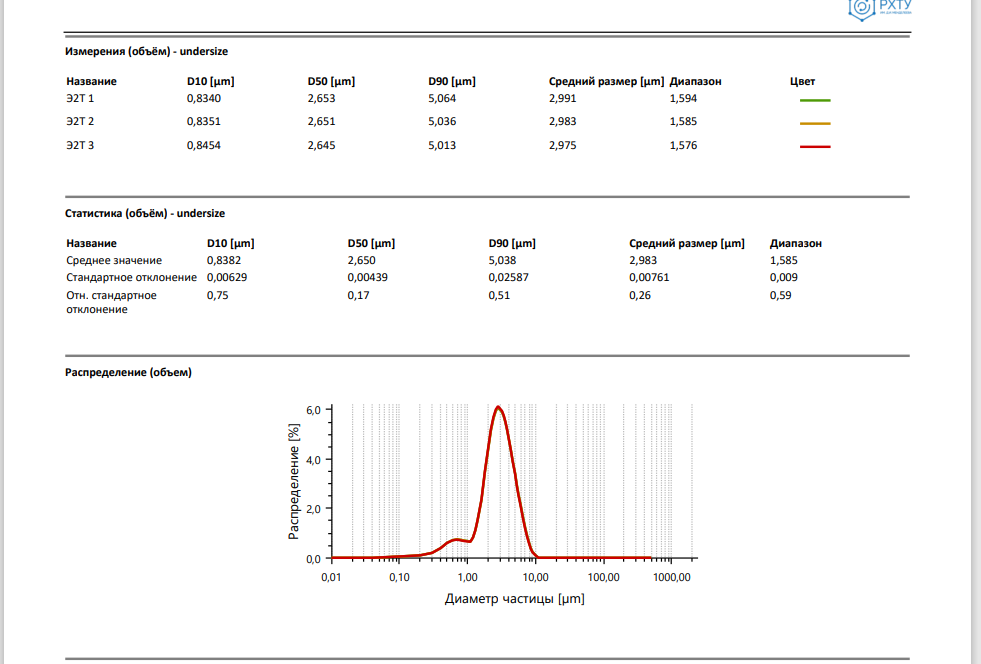 РХТУ
Измерения (объём) - undersize
Название D10 [μm] D50 [μm] D90 [μm] Средний размер [μm] Диапазон Цвет
Э2Т 1 0,8340 2,653 5,064 2,991 1,594
Э2Т 2 0,8351 2,651 5,036 2,983 1,585
Э2Т 3 0,8454 2,645 5,013 2,975 1,576
Статистика (объём) - undersize
Название D10 [μm] D50 [μm] D90 [μm] Средний размер [μm] Диапазон
Среднее значение 0,8382 2,650 5,038 2,983 1,585
Стандартное отклонение 0,00629 0,00439 0,02587 0,00761 0,009
Отн. стандартное 0,75 0,17 0,51 0,26 0,59
отклонение
Распределение (объем)
Распределение [%]
6,0
4,0
2,0
0,0
0,01 0,10 1,00 10,00 100,00 1000,00
Диаметр частицы [μm]